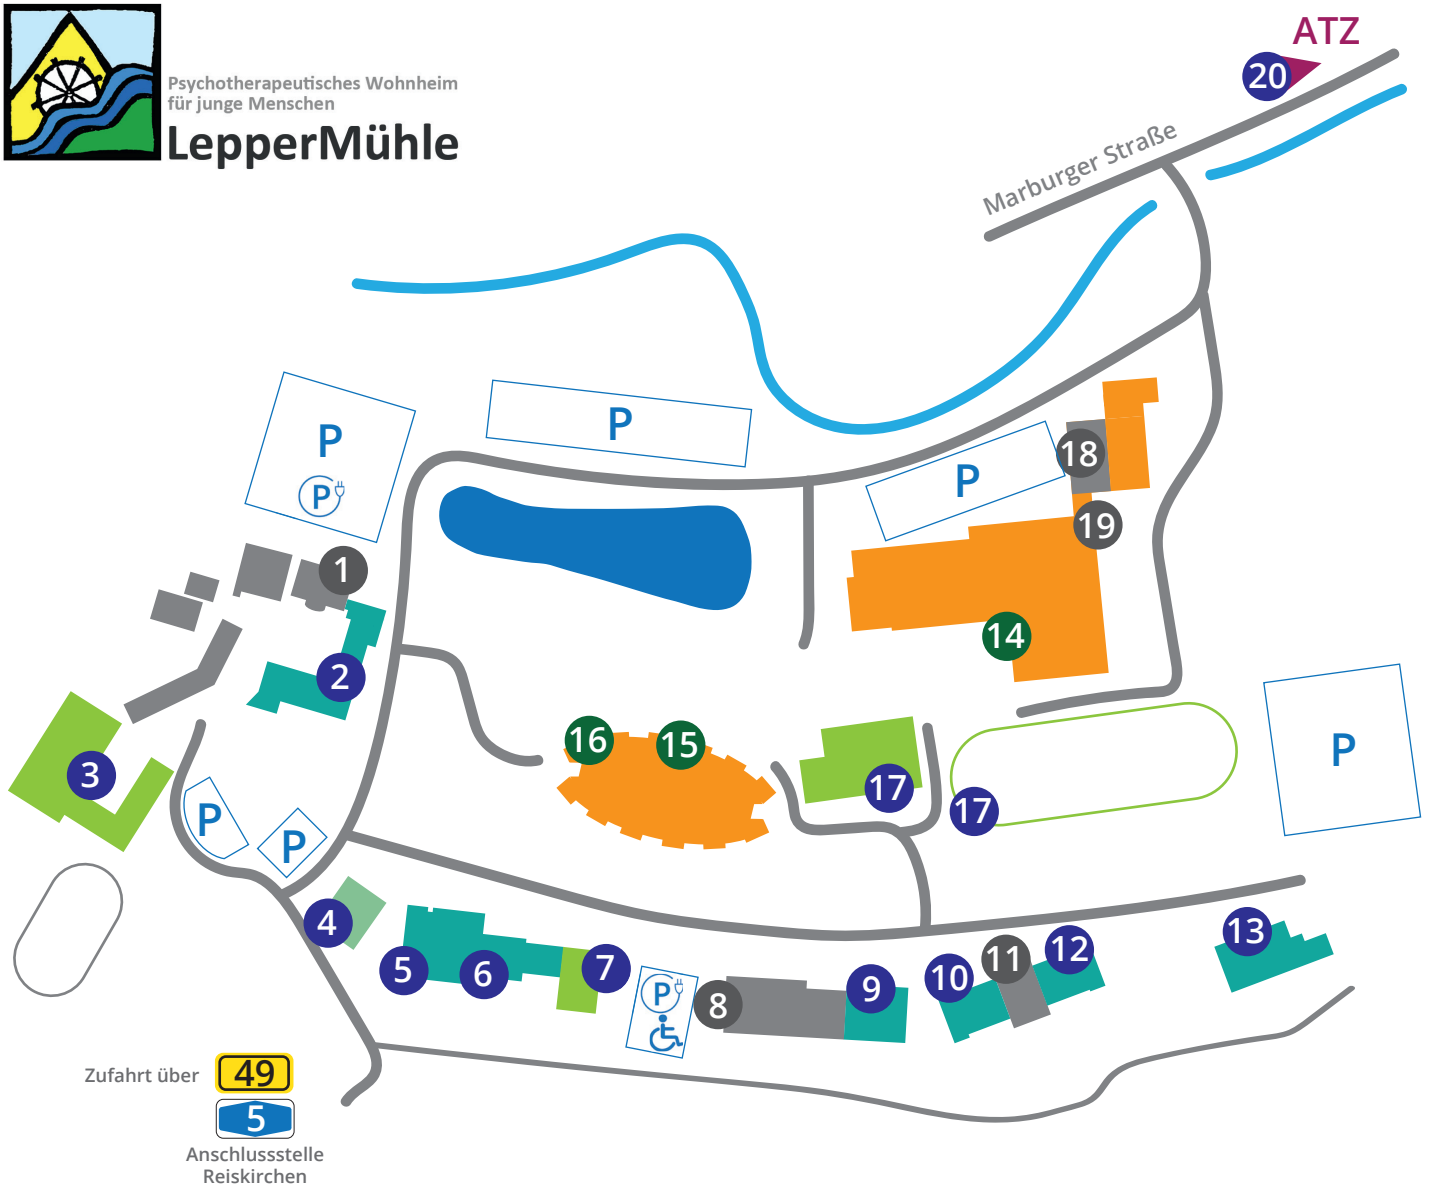 ATZ
20
Psychotherapeutisches Wohnheim
für junge Menschen
LepperMühle
Marburger Straße
P
P
P
P
18
19
1
14
2
16
15
P
3
17
17
P
P
4
5
6
7
P
8
9
10
11
12
13
Zufahrt über
49
5
Anschlussstelle
Reiskirchen